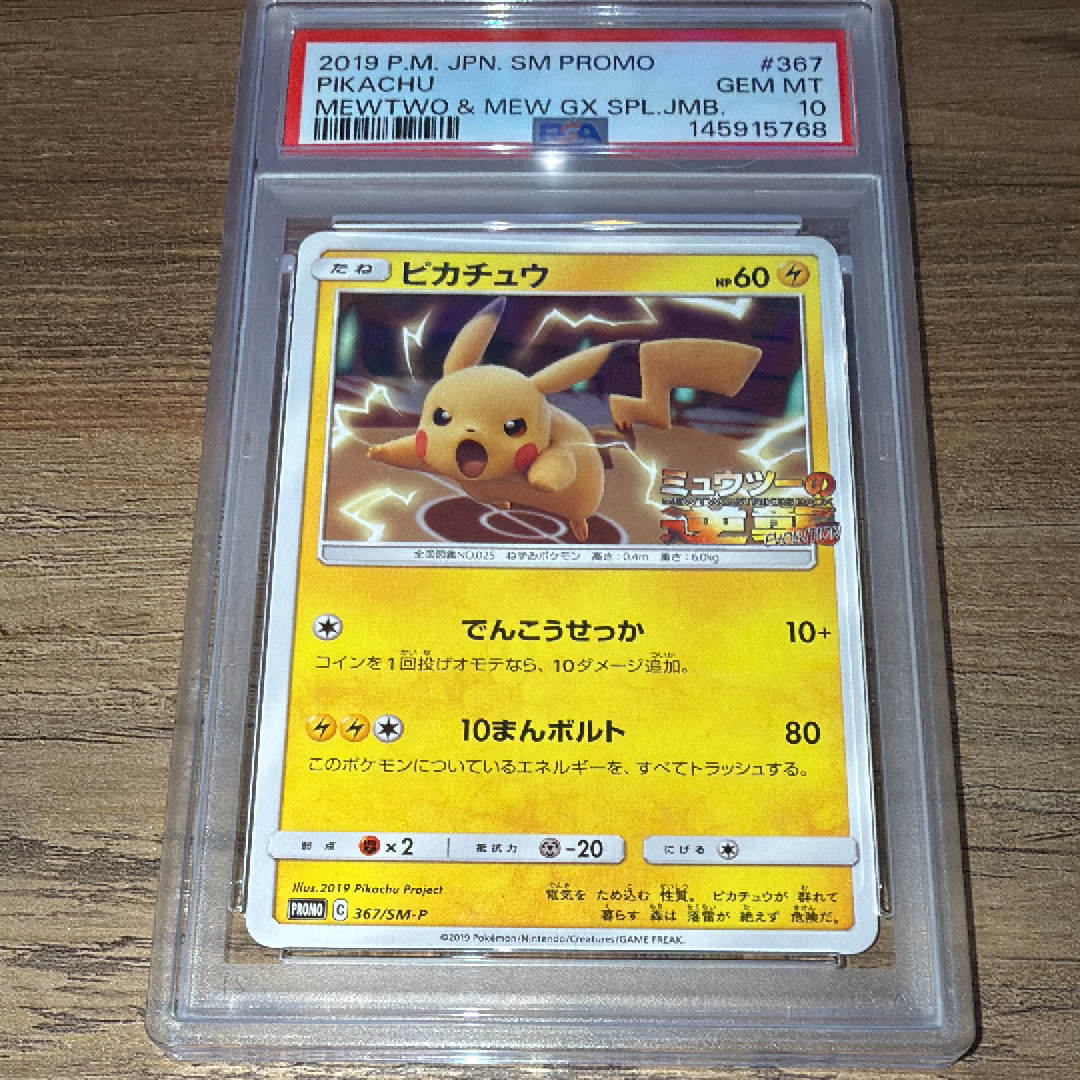 2019 P.M. JPN. SM PROMO #367
PIKACHU GEM MT
MEWTWO & MEW GX SPL.JMB. 10
PSA 145915768
たね ピカチュウ HP60
ミュウツーの
MEWTWO STRIKES BACK
逆襲
EVOLUTION
全国図鑑NO.025 ねずみポケモン 高さ:0.4m 重さ:6.0kg
でんこうせっか 10+
コインを1回投げオモテなら、10ダメージ追加。
10まんボルト 80
このポケモンについているエネルギーを、すべてトラッシュする。
弱点 ×2 抵抗力 -20 にげる
Illus.2019 Pikachu Project
電気を ため込む 性質。 ピカチュウが 群れて
暮らす 森は 落雷が 絶えず 危険だ。
PROMO C 367/SM-P
©2019 Pokémon/Nintendo/Creatures/GAME FREAK.